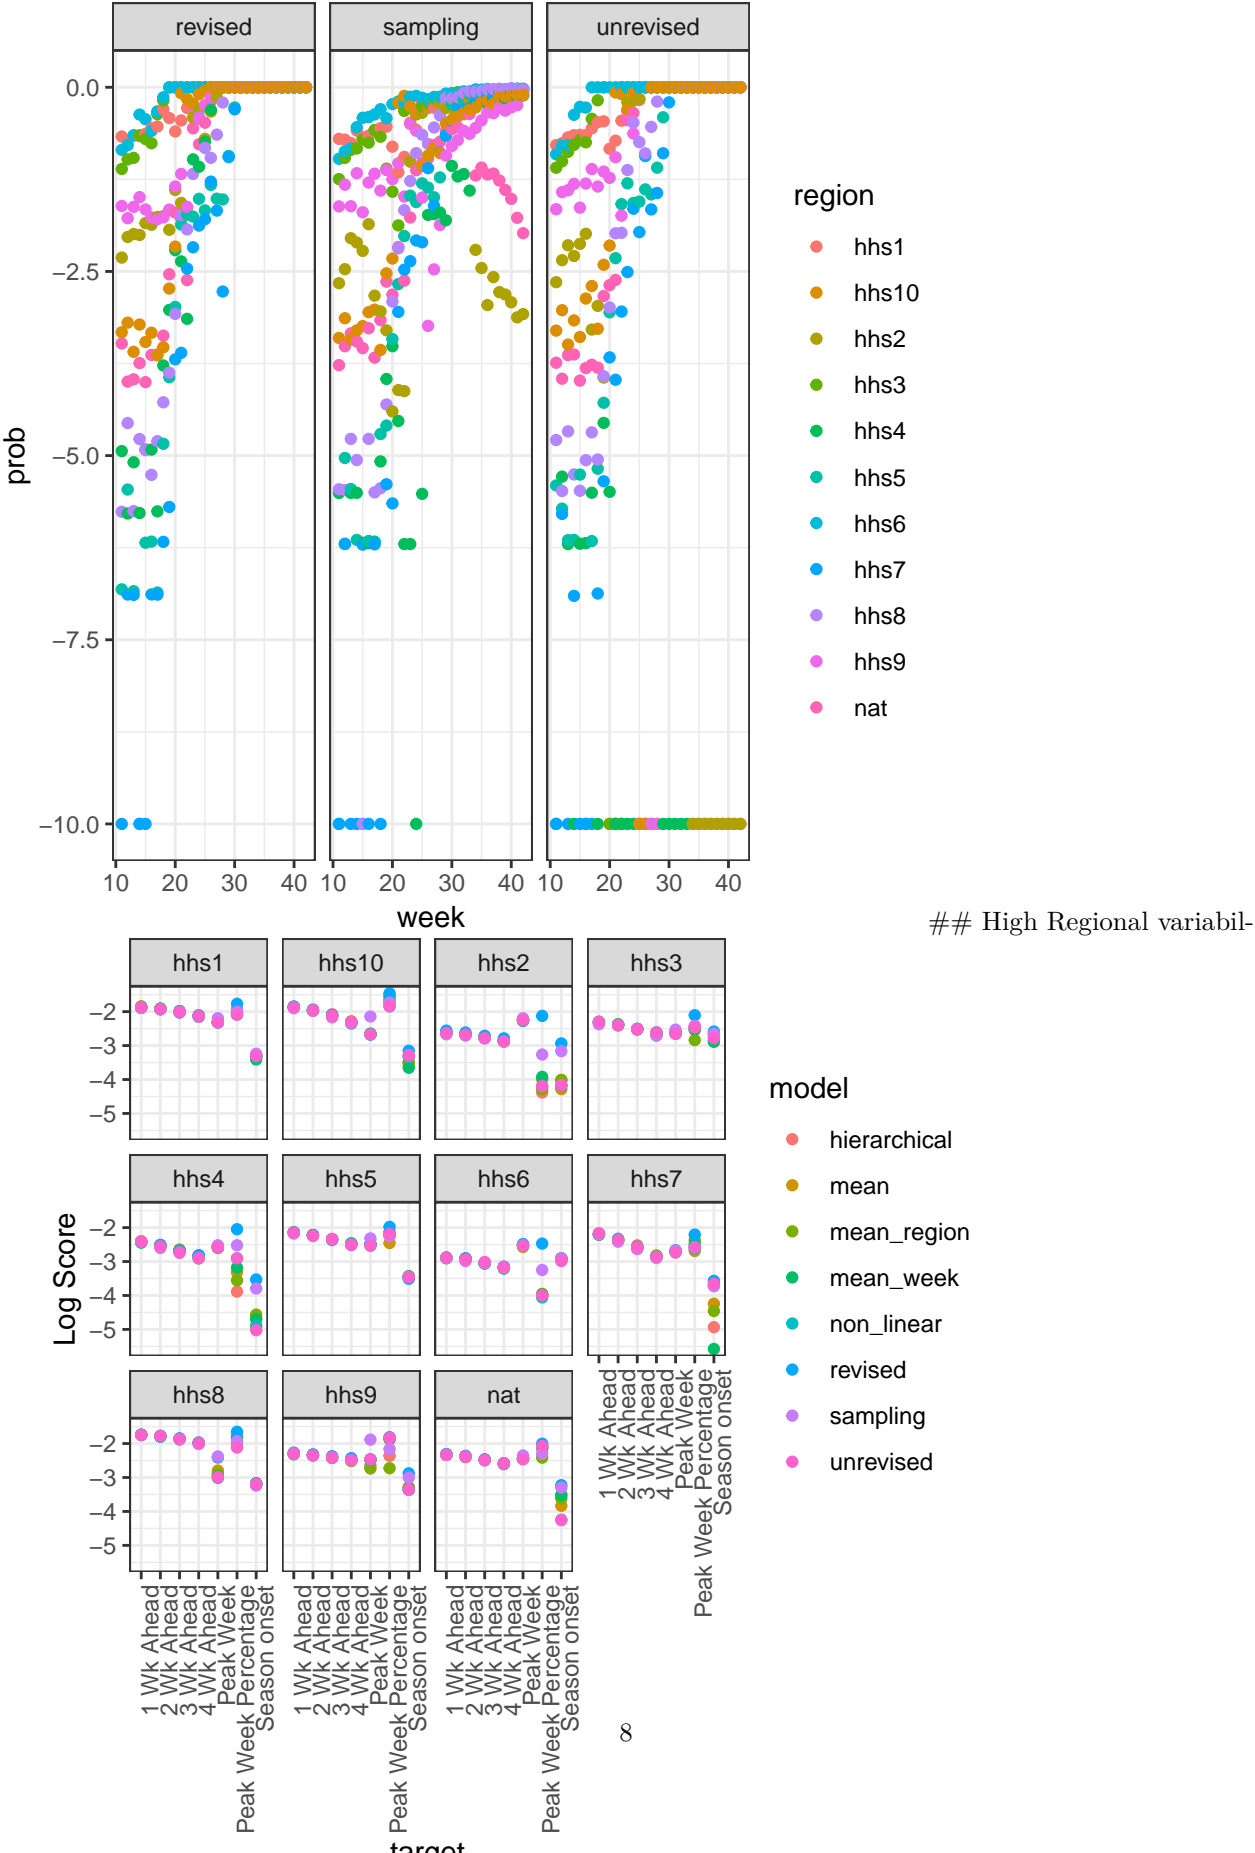 revised sampling unrevised
0.0
−2.5
−5.0
−7.5
−10.0
prob
10 20 30 40 10 20 30 40 10 20 30 40
week
region
hhs1
hhs10
hhs2
hhs3
hhs4
hhs5
hhs6
hhs7
hhs8
hhs9
nat
## High Regional variabil-
hhs1 hhs10 hhs2 hhs3
−2
−3
−4
−5
hhs4 hhs5 hhs6 hhs7
−2
−3
−4
−5
hhs8 hhs9 nat
−2
−3
−4
−5
Log Score
1 Wk Ahead
2 Wk Ahead
3 Wk Ahead
4 Wk Ahead
Peak Week
Peak Week Percentage
Season onset
1 Wk Ahead
2 Wk Ahead
3 Wk Ahead
4 Wk Ahead
Peak Week
Peak Week Percentage
Season onset
1 Wk Ahead
2 Wk Ahead
3 Wk Ahead
4 Wk Ahead
Peak Week
Peak Week Percentage
Season onset
1 Wk Ahead
2 Wk Ahead
3 Wk Ahead
4 Wk Ahead
Peak Week
Peak Week Percentage
Season onset
target
model
hierarchical
mean
mean_region
mean_week
non_linear
revised
sampling
unrevised
8